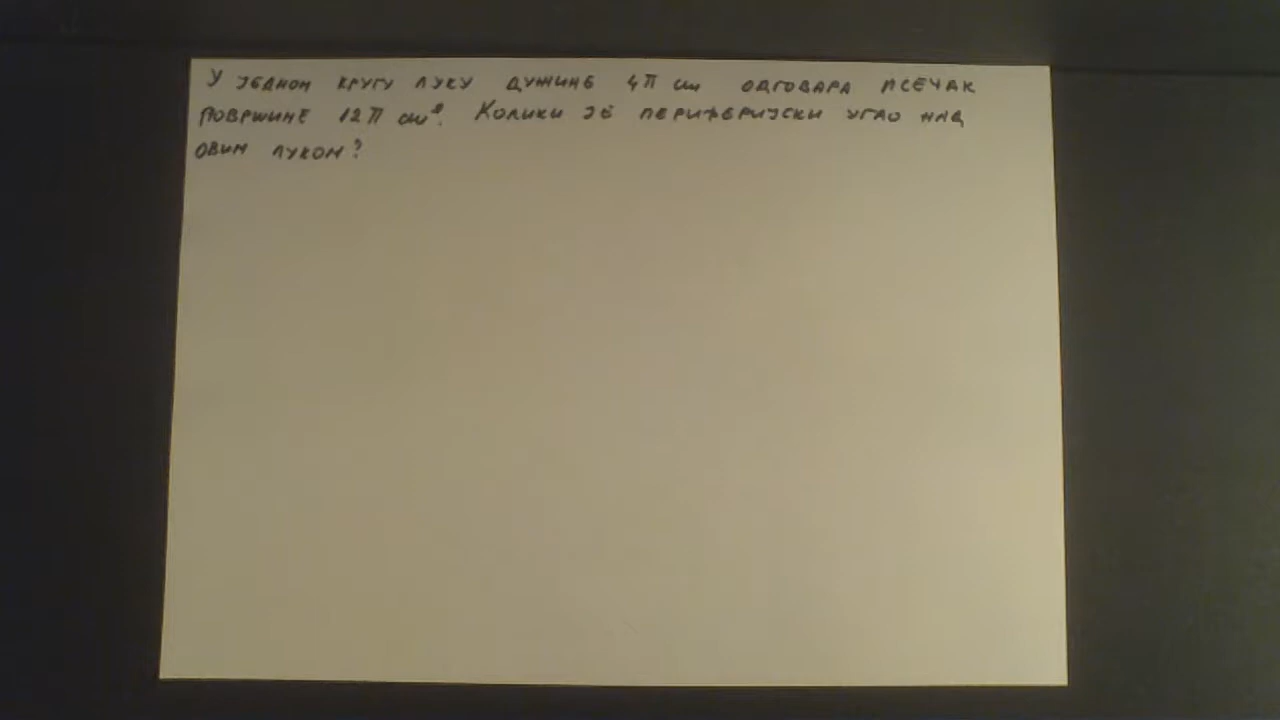 У ЈЕДНОМ КРУГУ ЛУКУ ДУЖИНЕ 4π cm ОДГОВАРА ИСЕЧАК
ПОВРШИНЕ 12π cm². КОЛИКИ ЈЕ ПЕРИФЕРИЈСКИ УГАО НАД
ОВИМ ЛУКОМ?